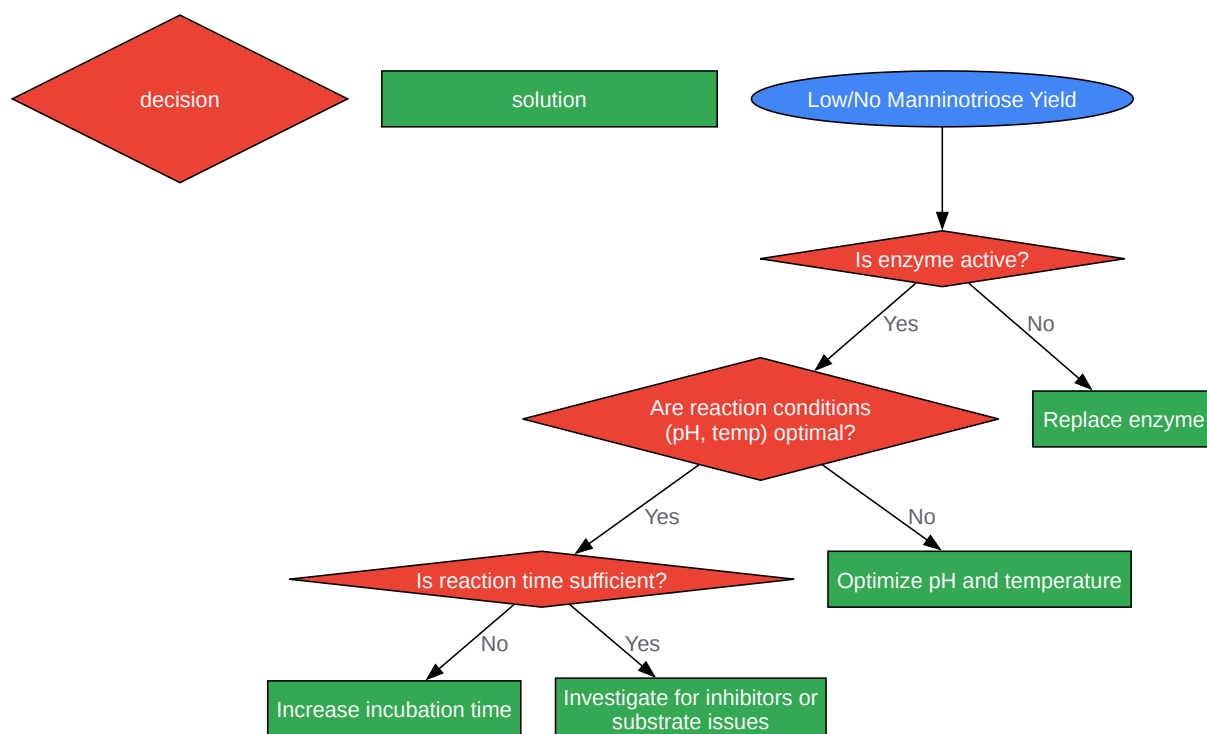 decision
solution
Low/No Manninotriose Yield
Is enzyme active?
Yes
No
Are reaction conditions
(pH, temp) optimal?
Replace enzyme
Yes
No
Is reaction time sufficient?
Optimize pH and temperature
No
Yes
Increase incubation time
Investigate for inhibitors or
substrate issues